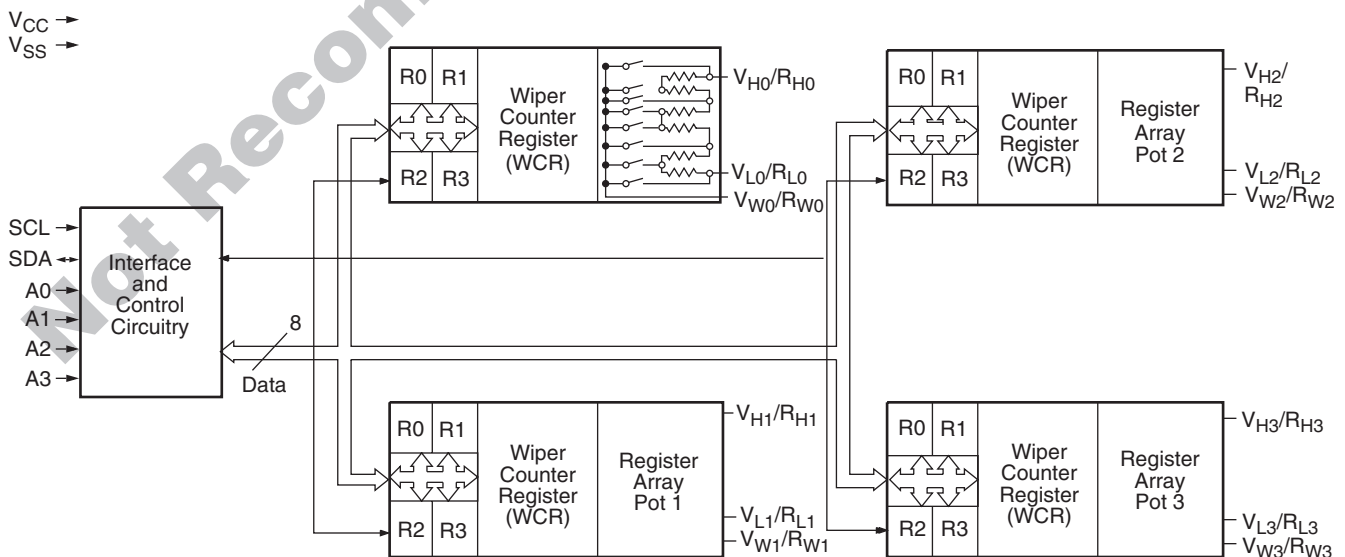 VCC
VSS
Not Recom
R0 R1
R2 R3
Wiper
Counter
Register
(WCR)
VH0/RH0
VL0/RL0
VW0/RW0
R0 R1
R2 R3
Wiper
Counter
Register
(WCR)
Register
Array
Pot 2
VH2/
RH2
VL2/RL2
VW2/RW2
SCL
SDA
A0
A1
A2
A3
Interface
and
Control
Circuitry
8
Data
R0 R1
R2 R3
Wiper
Counter
Register
(WCR)
Register
Array
Pot 1
VH1/RH1
VL1/RL1
VW1/RW1
R0 R1
R2 R3
Wiper
Counter
Register
(WCR)
Register
Array
Pot 3
VH3/RH3
VL3/RL3
VW3/RW3